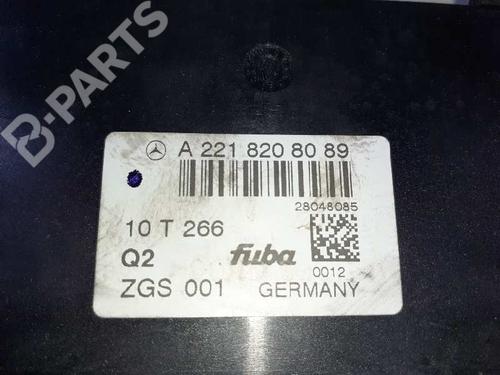 B-PARTS
A 221 820 80 89
28048085
10 T 266
Q2
fuba
0012
ZGS 001 GERMANY